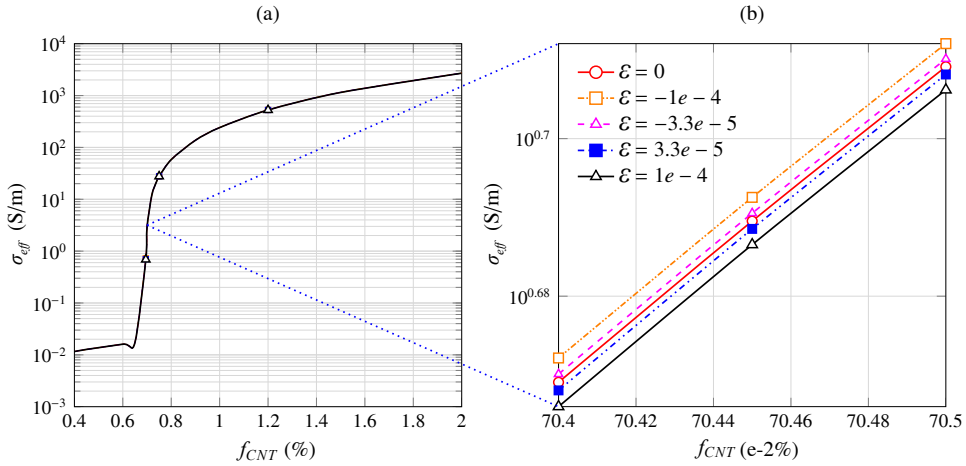 (a)
(b)
10^4
10^3
10^2
10^1
10^0
10^-1
10^-2
10^-3
σ_eff (S/m)
0.4 0.6 0.8 1.0 1.2 1.4 1.6 1.8 2
f_CNT (%)
ε = 0
ε = −1e − 4
ε = −3.3e − 5
ε = 3.3e − 5
ε = 1e − 4
10^0.7
10^0.68
σ_eff (S/m)
70.4 70.42 70.44 70.46 70.48 70.5
f_CNT (e-2%)